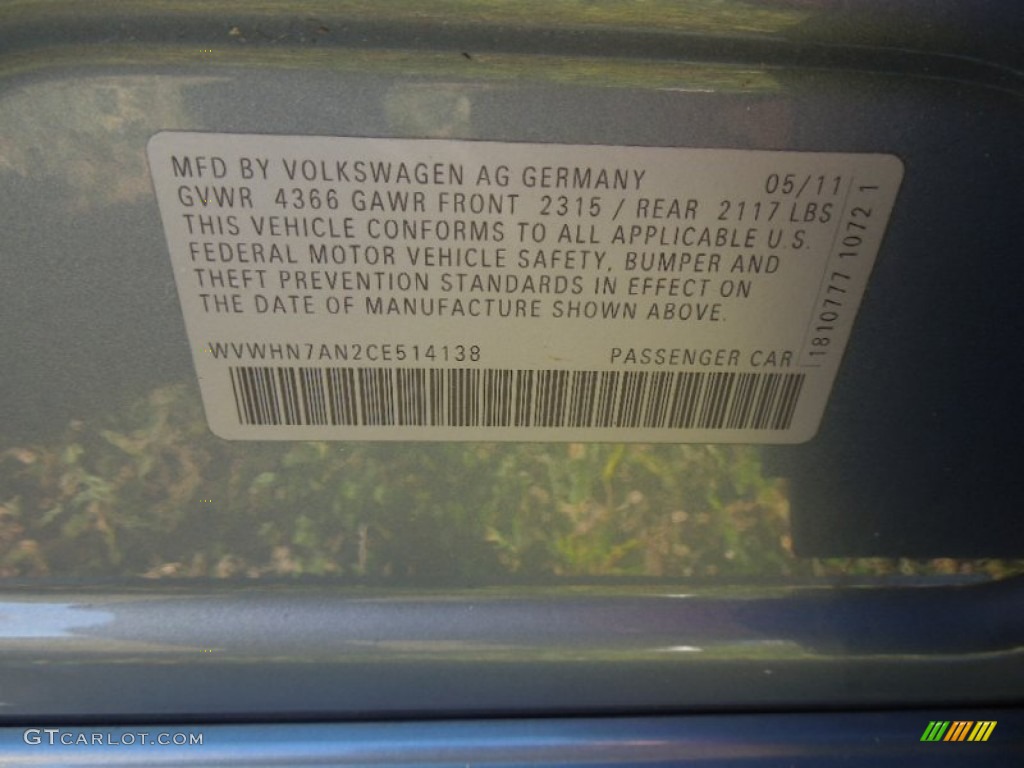 MFD BY VOLKSWAGEN AG GERMANY 05/11
GVWR 4366 GAWR FRONT 2315 / REAR 2117 LBS
THIS VEHICLE CONFORMS TO ALL APPLICABLE U.S.
FEDERAL MOTOR VEHICLE SAFETY, BUMPER AND
THEFT PREVENTION STANDARDS IN EFFECT ON
THE DATE OF MANUFACTURE SHOWN ABOVE.
WVWHN7AN2CE514138 PASSENGER CAR
1810777 1072 1
GTCARLOT.COM